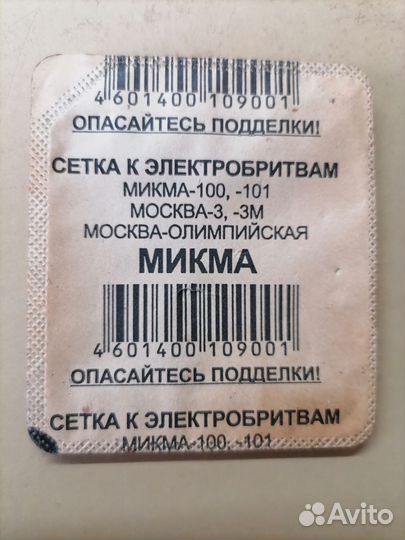 4 601400 109001
ОПАСАЙТЕСЬ ПОДДЕЛКИ!
СЕТКА К ЭЛЕКТРОБРИТВАМ
МИКМА-100, -101
МОСКВА-3, -3М
МОСКВА-ОЛИМПИЙСКАЯ
МИКМА
4 601400 109001
ОПАСАЙТЕСЬ ПОДДЕЛКИ!
СЕТКА К ЭЛЕКТРОБРИТВАМ
МИКМА-100, -101
Avito